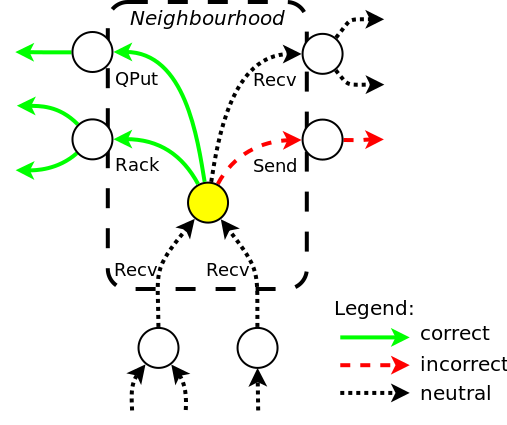 Neighbourhood
QPut
Recv
Rack
Send
Recv
Recv
Legend:
correct
incorrect
neutral